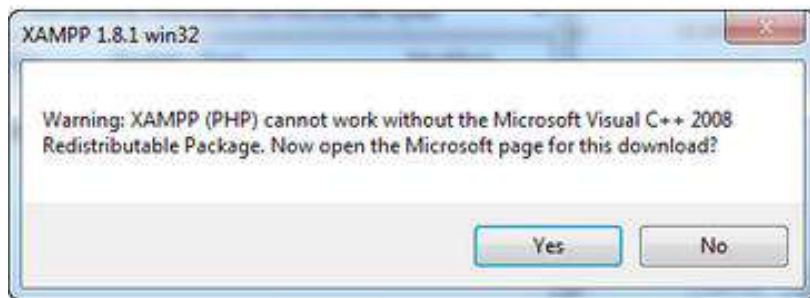 XAMPP 1.8.1 win32
Warning: XAMPP (PHP) cannot work without the Microsoft Visual C++ 2008
Redistributable Package. Now open the Microsoft page for this download?
Yes
No